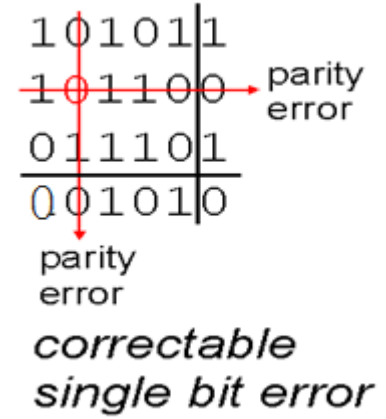 101011
101100 parity error
011101
001010
parity
error
correctable
single bit error